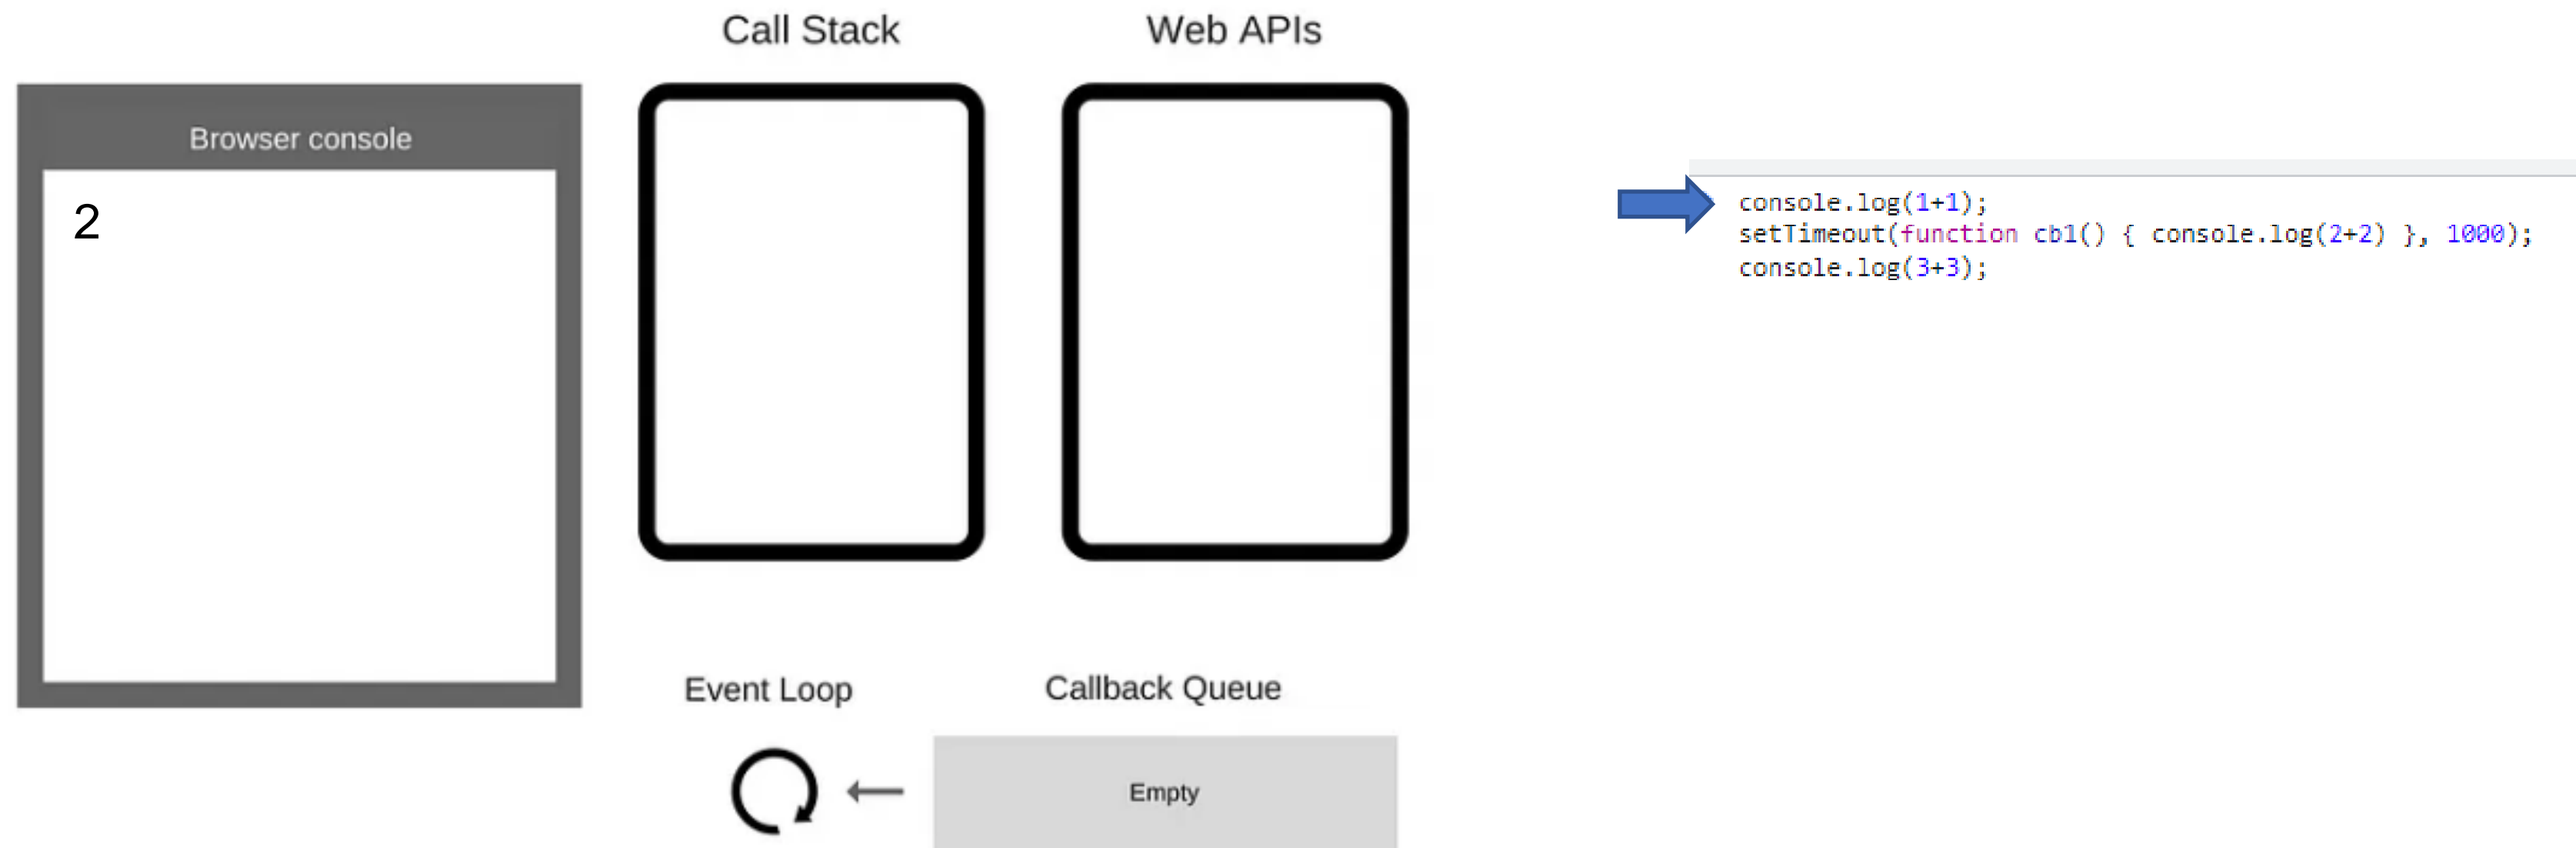 Call Stack
Web APIs
Browser console
2
console.log(1+1);
setTimeout(function cb1() { console.log(2+2) }, 1000);
console.log(3+3);
Event Loop
Callback Queue
Empty